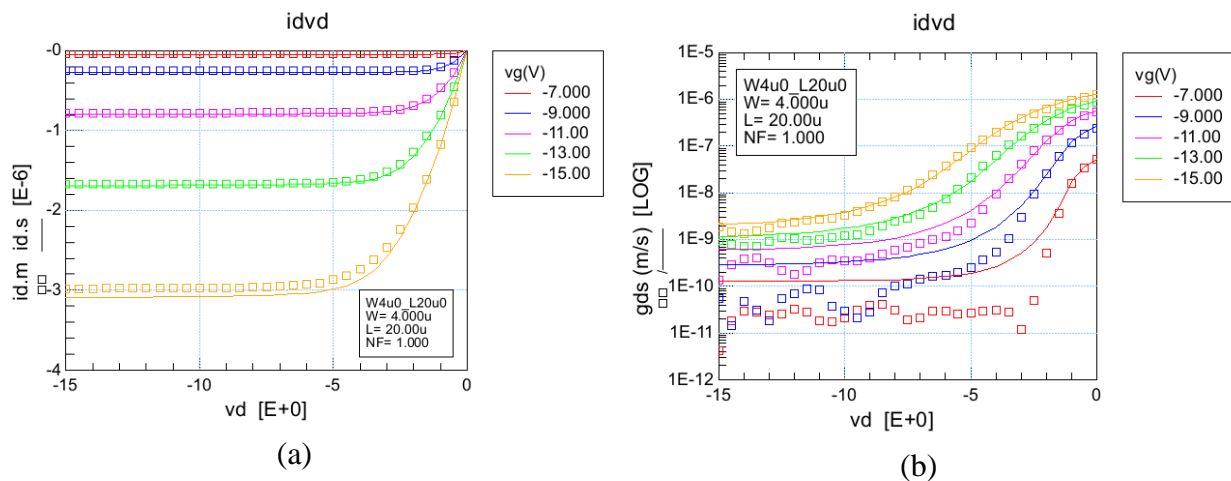 idvd
-0
-1
-2
-3
-4
id.m id.s [E-6]
-15
-10
-5
0
vd [E+0]
W4u0_L20u0
W= 4.000u
L= 20.00u
NF= 1.000
vg(V)
-7.000
-9.000
-11.00
-13.00
-15.00
(a)
idvd
1E-5
1E-6
1E-7
1E-8
1E-9
1E-10
1E-11
1E-12
gds (m/s) [LOG]
-15
-10
-5
0
vd [E+0]
W4u0_L20u0
W= 4.000u
L= 20.00u
NF= 1.000
vg(V)
-7.000
-9.000
-11.00
-13.00
-15.00
(b)